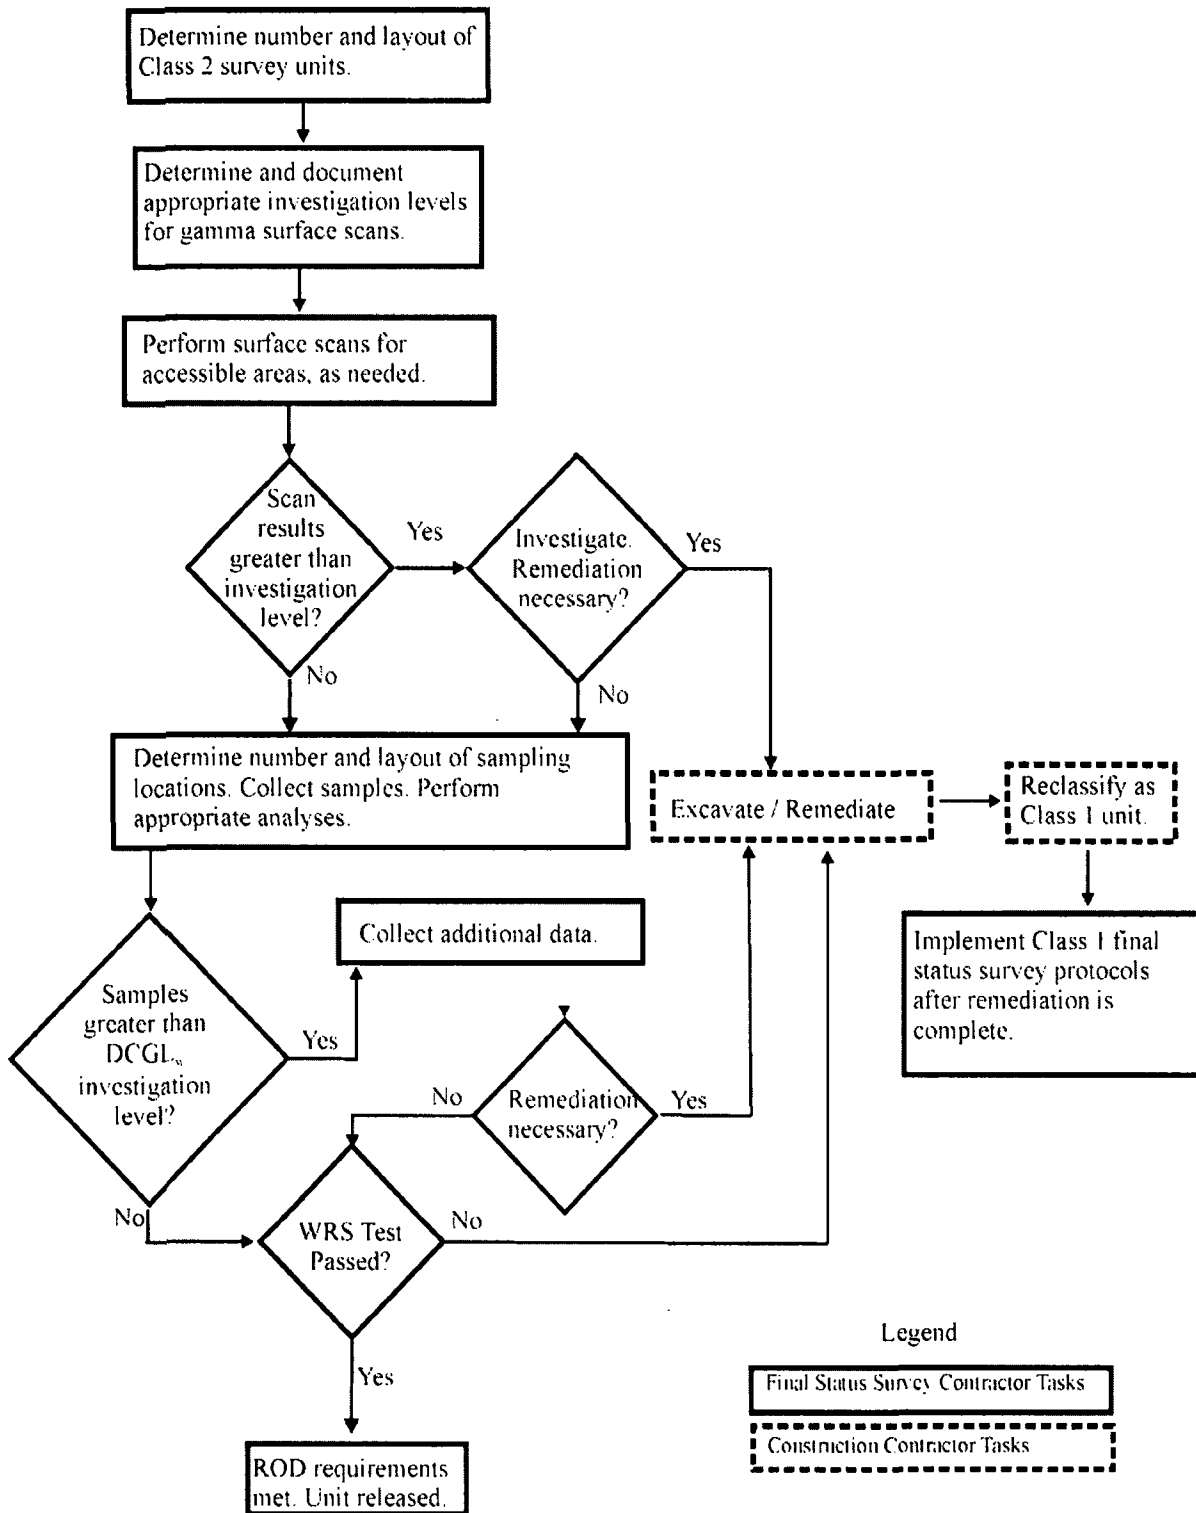 Determine number and layout of
Class 2 survey units.
Determine and document
appropriate investigation levels
for gamma surface scans.
Perform surface scans for
accessible areas, as needed.
Scan
results
greater than
investigation
level?
Yes
No
Investigate.
Remediation
necessary?
Yes
No
Determine number and layout of sampling
locations. Collect samples. Perform
appropriate analyses.
Excavate / Remediate
Reclassify as
Class 1 unit.
Implement Class 1 final
status survey protocols
after remediation is
complete.
Collect additional data.
Samples
greater than
DCGLw
investigation
level?
Yes
No
Remediation
necessary?
No
Yes
WRS Test
Passed?
No
Yes
ROD requirements
met. Unit released.
Legend
Final Status Survey Contractor Tasks
Construction Contractor Tasks